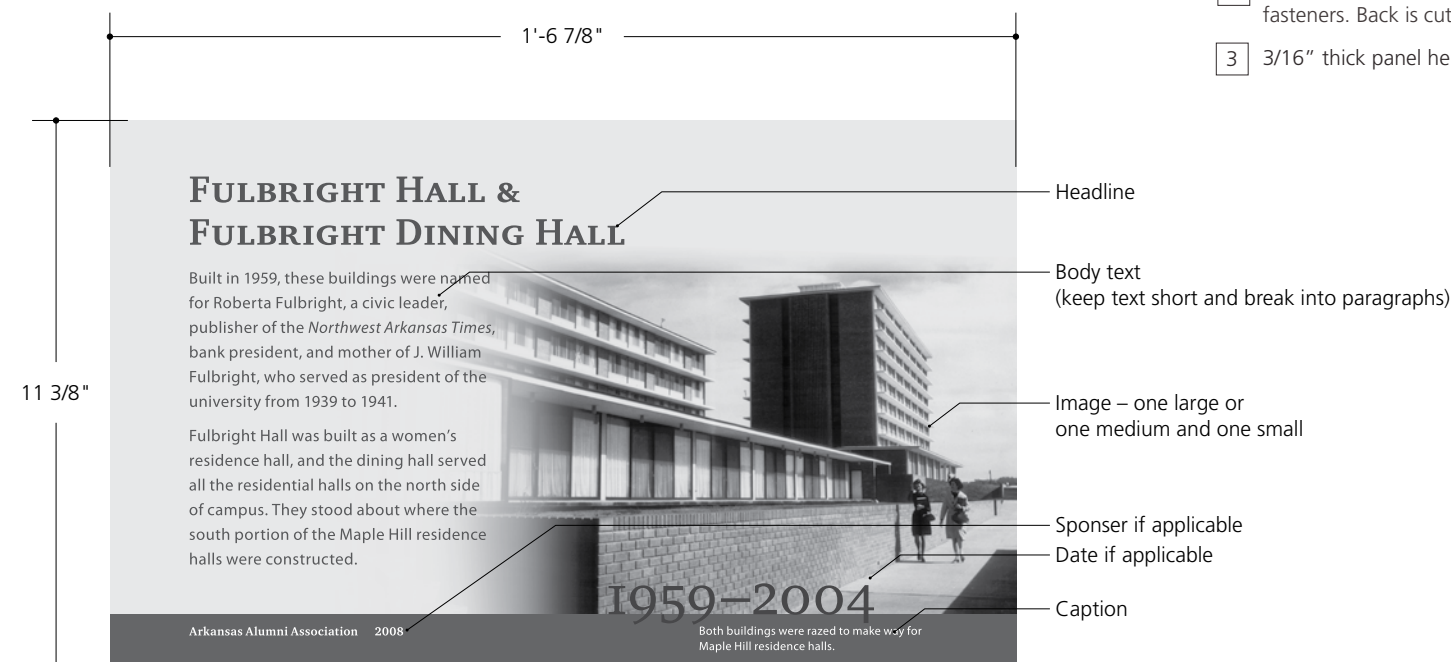 1'-6 7/8"
fasteners. Back is cut
3 3/16” thick panel he
11 3/8"
Fulbright Hall &
Fulbright Dining Hall
Built in 1959, these buildings were named
for Roberta Fulbright, a civic leader,
publisher of the Northwest Arkansas Times,
bank president, and mother of J. William
Fulbright, who served as president of the
university from 1939 to 1941.
Fulbright Hall was built as a women’s
residence hall, and the dining hall served
all the residential halls on the north side
of campus. They stood about where the
south portion of the Maple Hill residence
halls were constructed.
1959–2004
Arkansas Alumni Association 2008
Both buildings were razed to make way for
Maple Hill residence halls.
Headline
Body text
(keep text short and break into paragraphs)
Image – one large or
one medium and one small
Sponser if applicable
Date if applicable
Caption